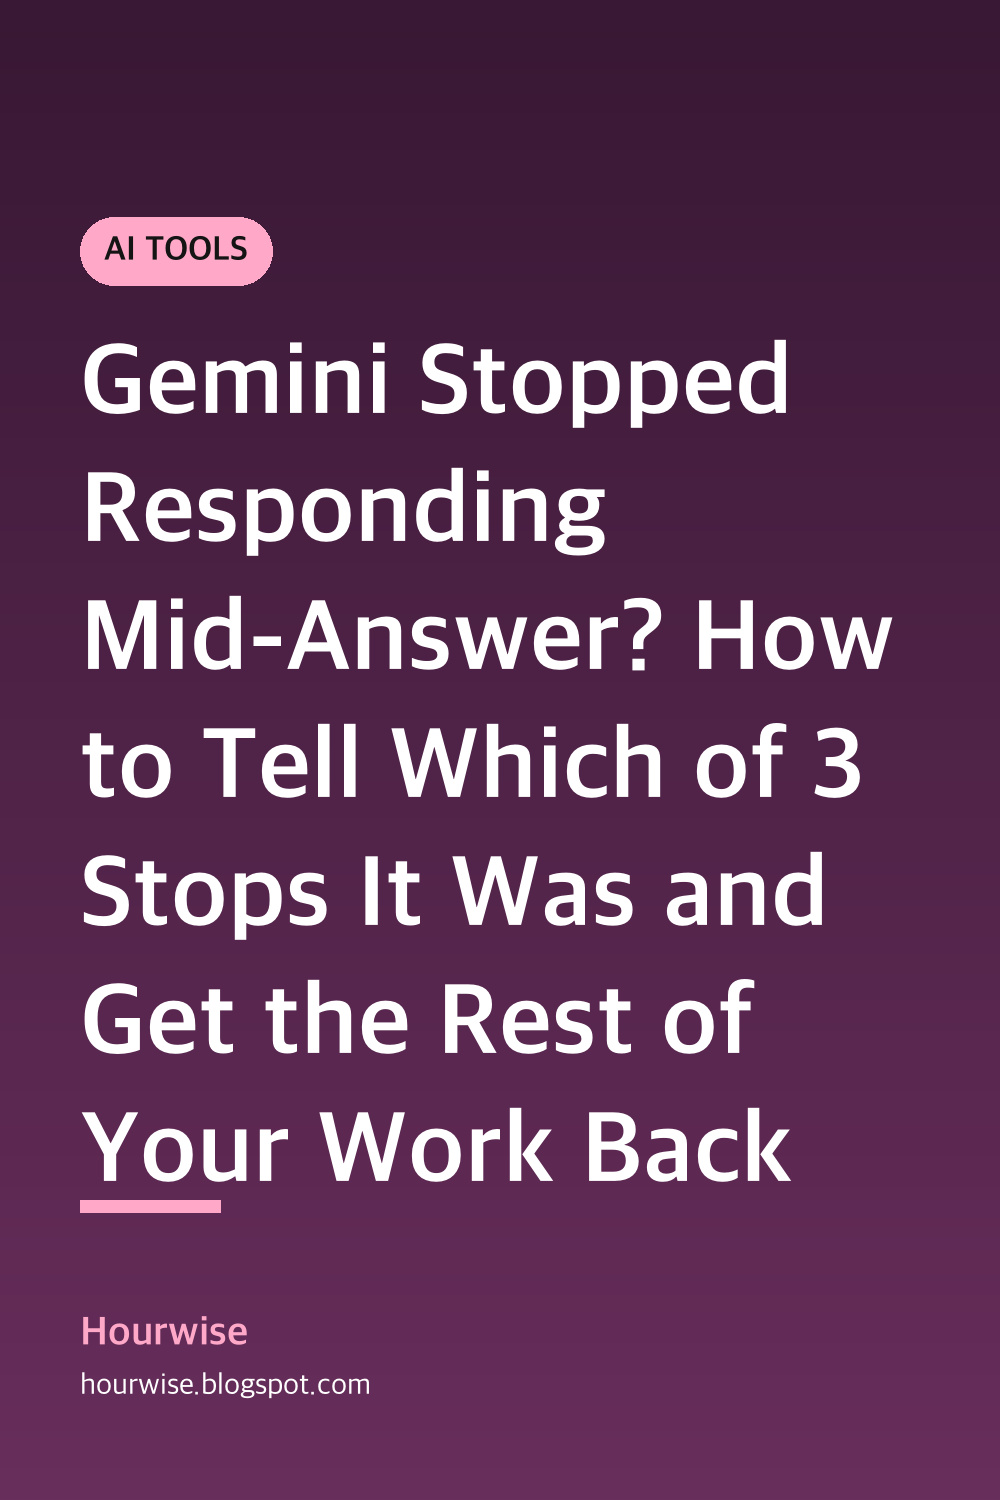 AI TOOLS
Gemini Stopped
Responding
Mid-Answer? How
to Tell Which of 3
Stops It Was and
Get the Rest of
Your Work Back
Hourwise
hourwise.blogspot.com